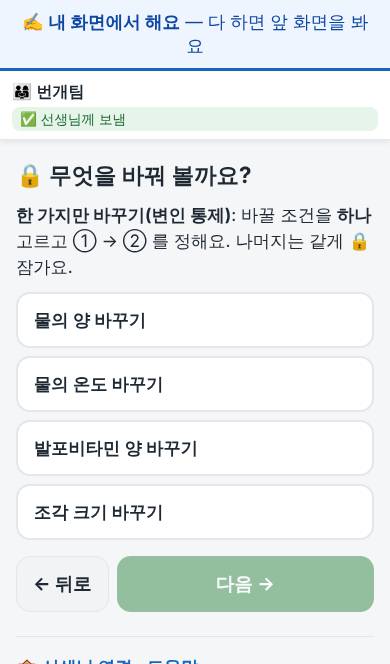 ✍️ 내 화면에서 해요 — 다 하면 앞 화면을 봐
요
👨‍👩‍👧 번개팀
✅ 선생님께 보냄
🔒 무엇을 바꿔 볼까요?
한 가지만 바꾸기(변인 통제): 바꿀 조건을 하나
고르고 ① → ② 를 정해요. 나머지는 같게 🔒
잠가요.
물의 양 바꾸기
물의 온도 바꾸기
발포비타민 양 바꾸기
조각 크기 바꾸기
← 뒤로
다음 →